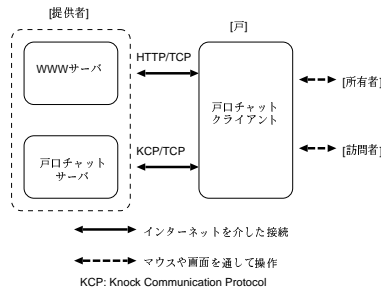 [提供者]
[戸]
WWWサーバ
HTTP/TCP
戸口チャット
クライアント
[所有者]
戸口チャット
サーバ
KCP/TCP
[訪問者]
インターネットを介した接続
マウスや画面を通して操作
KCP: Knock Communication Protocol